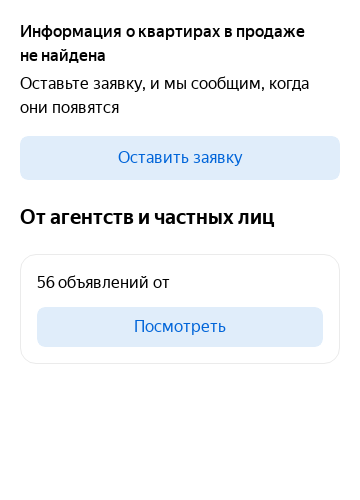 Информация о квартирах в продаже
не найдена
Оставьте заявку, и мы сообщим, когда
они появятся
Оставить заявку
От агентств и частных лиц
56 объявлений от
Посмотреть